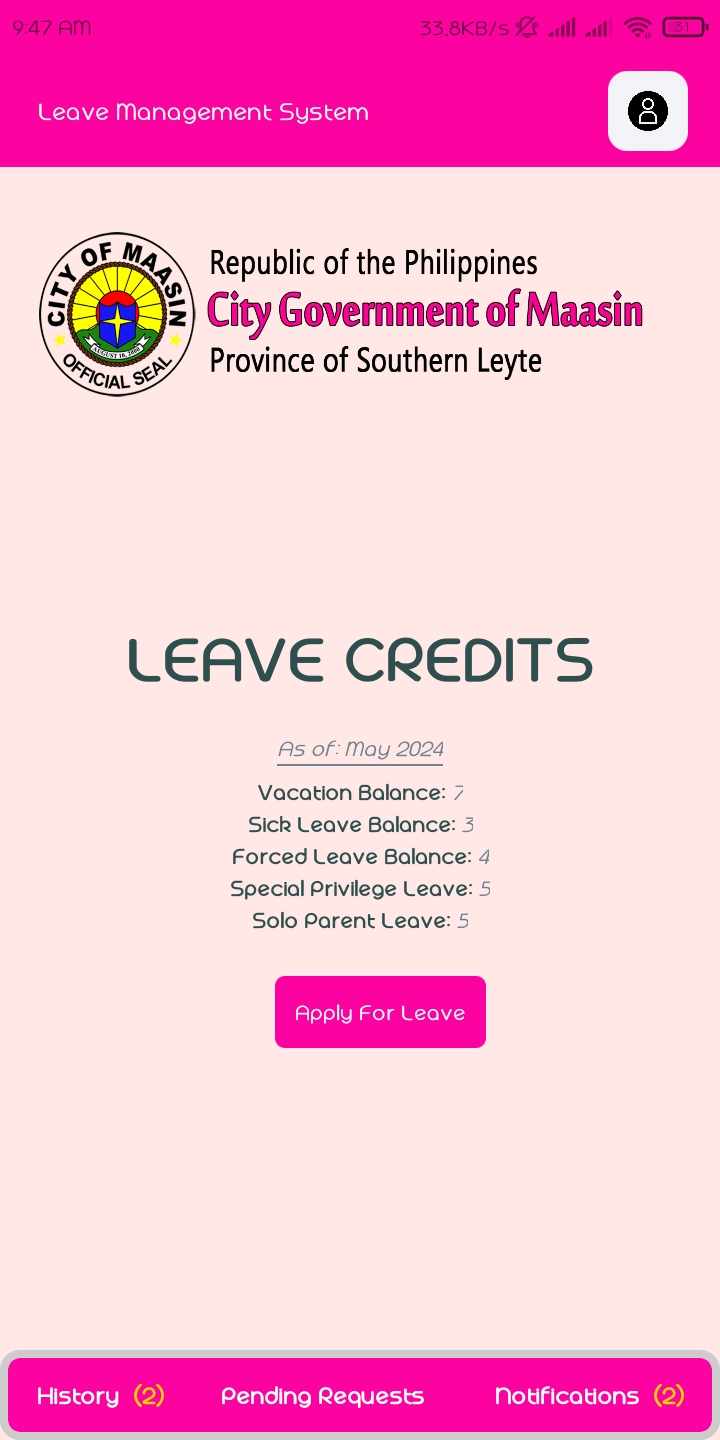 9:47 AM 33.8KB/s 31
Leave Management System
CITY OF MAASIN
AUGUST 10, 2000
OFFICIAL SEAL
Republic of the Philippines
City Government of Maasin
Province of Southern Leyte
LEAVE CREDITS
As of: May 2024
Vacation Balance: 7
Sick Leave Balance: 3
Forced Leave Balance: 4
Special Privilege Leave: 5
Solo Parent Leave: 5
Apply For Leave
History (2) Pending Requests Notifications (2)